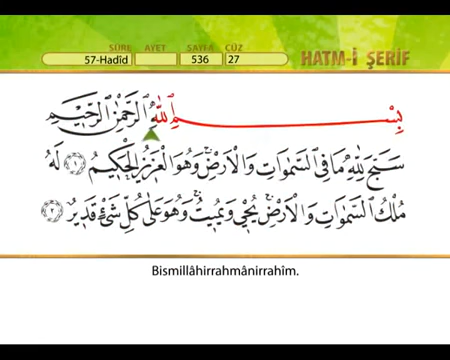 SÛRE AYET SAYFA CÜZ
57-Hadîd 536 27 HATM-İ ŞERİF
بِسْمِ اللّٰهِ الرَّحْمٰنِ الرَّحٖيمِ
سَبَّحَ لِلّٰهِ مَا فِي السَّمٰوَاتِ وَالْاَرْضِۚ وَهُوَ الْعَزٖيزُ الْحَكٖيمُ ﴿١﴾ لَهُ
مُلْكُ السَّمٰوَاتِ وَالْاَرْضِۚ يُحْيٖ وَيُمٖيتُۚ وَهُوَ عَلٰى كُلِّ شَيْءٍ قَدٖيرٌ ﴿٢﴾
Bismillâhirrahmânirrahîm.